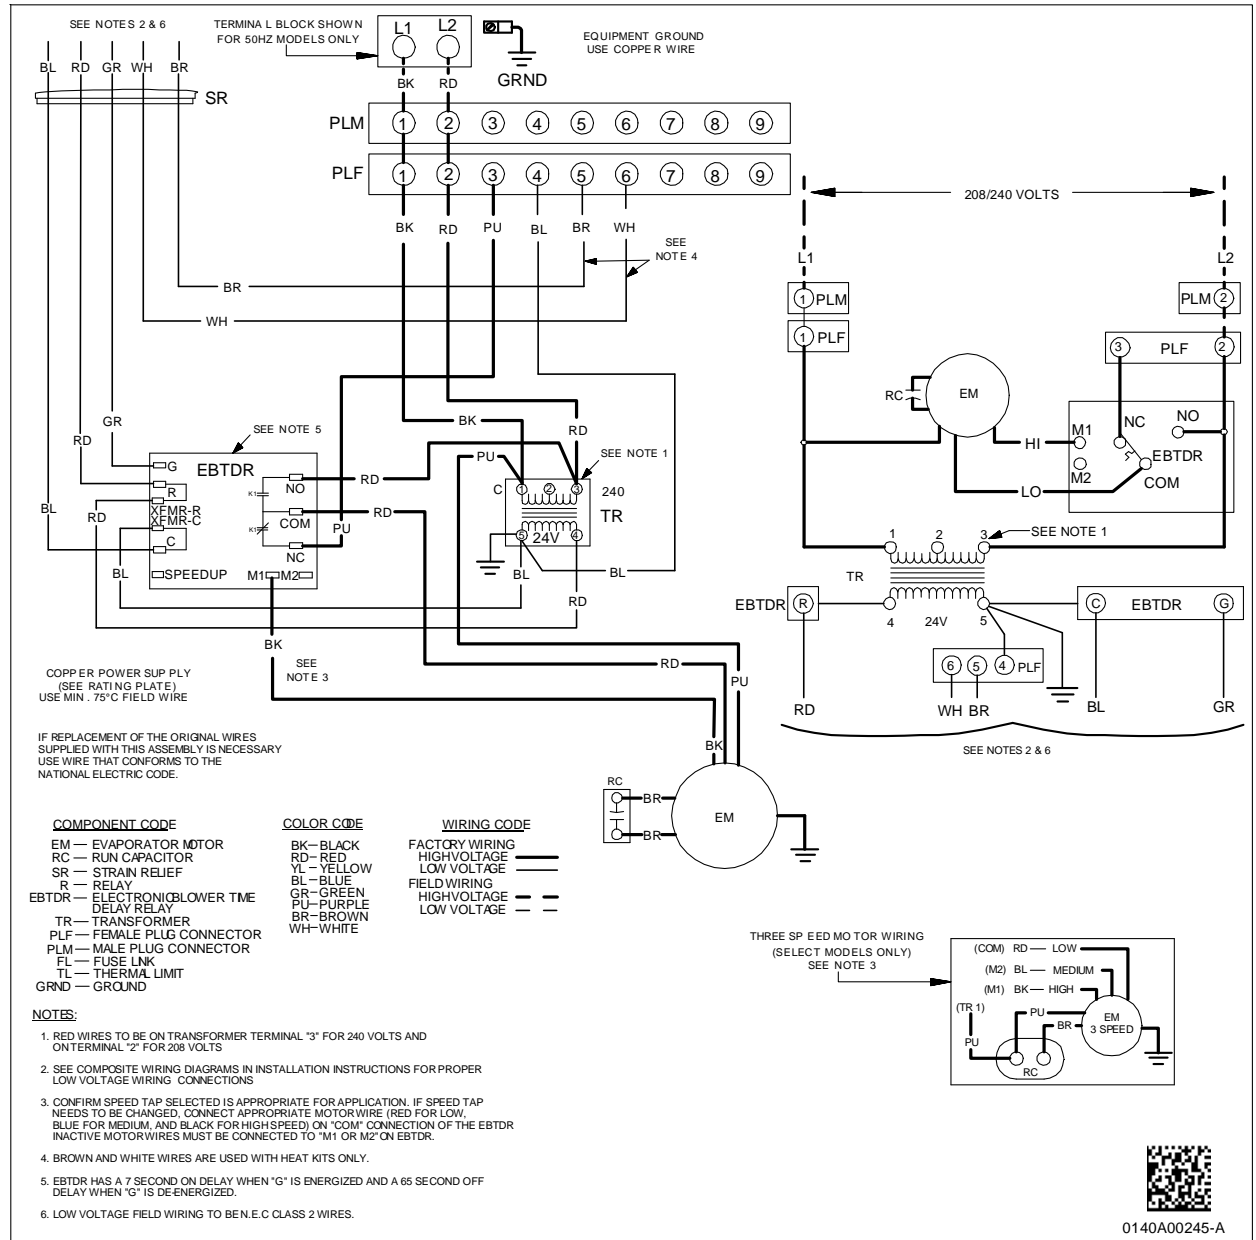 SEE NOTES 2 & 6
TERMINAL BLOCK SHOWN
FOR 50HZ MODELS ONLY
L1 L2
EQUIPMENT GROUND
USE COPPER WIRE
GRND
BL RD GR WH BR
SR
BK RD
PLM 1 2 3 4 5 6 7 8 9
PLF 1 2 3 4 5 6 7 8 9
BK RD PU BL BR WH
SEE
NOTE 4
BR
WH
GR
RD
BL
RD
BL
SEE NOTE 5
EBTDR
G
R
XFMR-R
XFMR-C
C
SPEEDUP
K1
K1
NO
COM
NC
M1 M2
RD
RD
PU
BK
PU
RD
SEE NOTE 1
C 1 2 3 240
TR
5 24V 4
BL
BL
RD
BK
SEE
NOTE 3
RD
PU
BK
RC
BR
BR
EM
208/240 VOLTS
L1
L2
1 PLM
PLM 2
1 PLF
3 PLF 2
RC
EM
HI
LO
M1
M2
NC
NO
EBTDR
COM
SEE NOTE 1
1 2 3
TR
4 24V 5
EBTDR R
C EBTDR G
6 5 4 PLF
RD
WH BR
BL
GR
SEE NOTES 2 & 6
COPPER POWER SUPPLY
(SEE RATING PLATE)
USE MIN. 75°C FIELD WIRE
IF REPLACEMENT OF THE ORIGINAL WIRES
SUPPLIED WITH THIS ASSEMBLY IS NECESSARY
USE WIRE THAT CONFORMS TO THE
NATIONAL ELECTRIC CODE.
COMPONENT CODE
EM — EVAPORATOR MOTOR
RC — RUN CAPACITOR
SR — STRAIN RELIEF
R — RELAY
EBTDR — ELECTRONIC BLOWER TIME
DELAY RELAY
TR — TRANSFORMER
PLF — FEMALE PLUG CONNECTOR
PLM — MALE PLUG CONNECTOR
FL — FUSE LINK
TL — THERMAL LIMIT
GRND — GROUND
COLOR CODE
BK–BLACK
RD–RED
YL–YELLOW
BL–BLUE
GR–GREEN
PU–PURPLE
BR–BROWN
WH–WHITE
WIRING CODE
FACTORY WIRING
HIGH VOLTAGE
LOW VOLTAGE
FIELD WIRING
HIGH VOLTAGE
LOW VOLTAGE
THREE SPEED MOTOR WIRING
(SELECT MODELS ONLY)
SEE NOTE 3
(COM) RD — LOW
(M2) BL — MEDIUM
(M1) BK — HIGH
(TR 1)
PU
PU
BR
EM
3 SPEED
RC
NOTES:
1. RED WIRES TO BE ON TRANSFORMER TERMINAL "3" FOR 240 VOLTS AND
ON TERMINAL "2" FOR 208 VOLTS
2. SEE COMPOSITE WIRING DIAGRAMS IN INSTALLATION INSTRUCTIONS FOR PROPER
LOW VOLTAGE WIRING CONNECTIONS
3. CONFIRM SPEED TAP SELECTED IS APPROPRIATE FOR APPLICATION. IF SPEED TAP
NEEDS TO BE CHANGED, CONNECT APPROPRIATE MOTOR WIRE (RED FOR LOW,
BLUE FOR MEDIUM, AND BLACK FOR HIGH SPEED) ON "COM" CONNECTION OF THE EBTDR
INACTIVE MOTOR WIRES MUST BE CONNECTED TO "M1 OR M2" ON EBTDR.
4. BROWN AND WHITE WIRES ARE USED WITH HEAT KITS ONLY.
5. EBTDR HAS A 7 SECOND ON DELAY WHEN "G" IS ENERGIZED AND A 65 SECOND OFF
DELAY WHEN "G" IS DE-ENERGIZED.
6. LOW VOLTAGE FIELD WIRING TO BE N.E.C CLASS 2 WIRES.
0140A00245-A